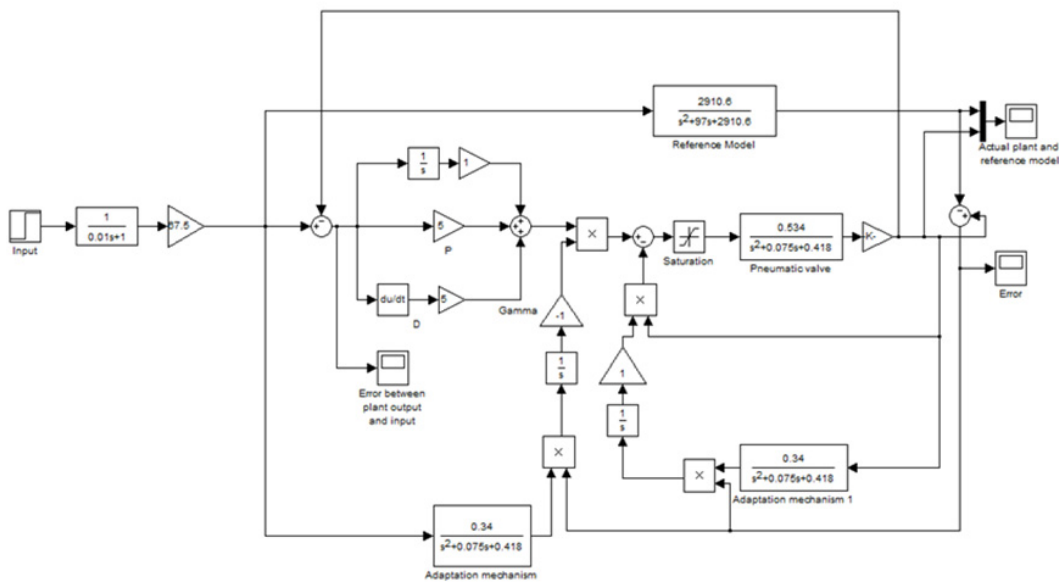 2910.6
s²+97s+2910.6
Reference Model
Actual plant and
reference model
1
s
1
1
0.01s+1
67.5
Input
5
P
×
Saturation
0.534
s²+0.075s+0.418
Pneumatic valve
K-
Error
du/dt
5
D
Gamma
×
-1
1
Error between
plant output
and input
1
s
1
s
×
×
0.34
s²+0.075s+0.418
Adaptation mechanism 1
0.34
s²+0.075s+0.418
Adaptation mechanism